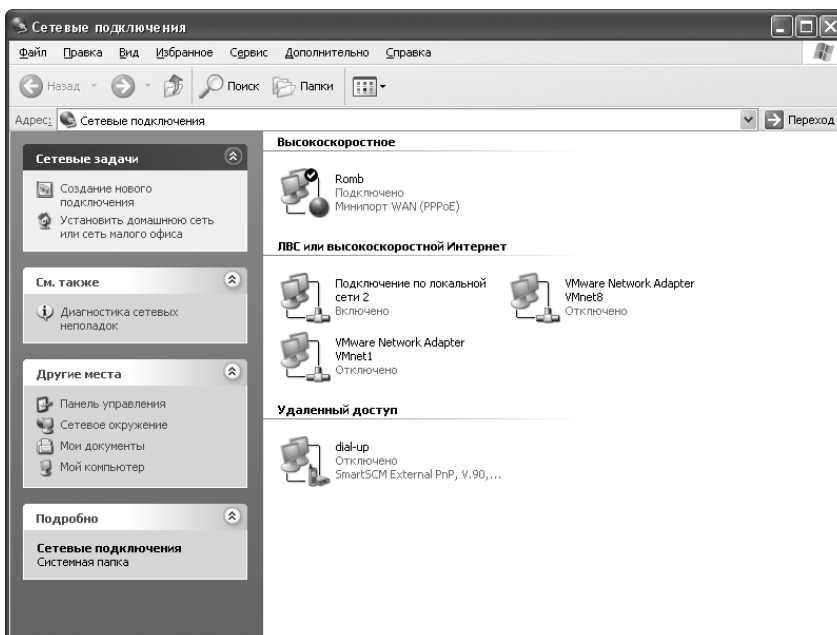 Сетевые подключения
Файл Правка Вид Избранное Сервис Дополнительно Справка
Назад Поиск Папки
Адрес: Сетевые подключения Переход
Сетевые задачи
Создание нового
подключения
Установить домашнюю сеть
или сеть малого офиса
См. также
Диагностика сетевых
неполадок
Другие места
Панель управления
Сетевое окружение
Мои документы
Мой компьютер
Подробно
Сетевые подключения
Системная папка
Высокоскоростное
Romb
Подключено
Минипорт WAN (PPPoE)
ЛВС или высокоскоростной Интернет
Подключение по локальной
сети 2
Включено
VMware Network Adapter
VMnet8
Отключено
VMware Network Adapter
VMnet1
Отключено
Удаленный доступ
dial-up
Отключено
SmartSCM External PnP, V.90,...